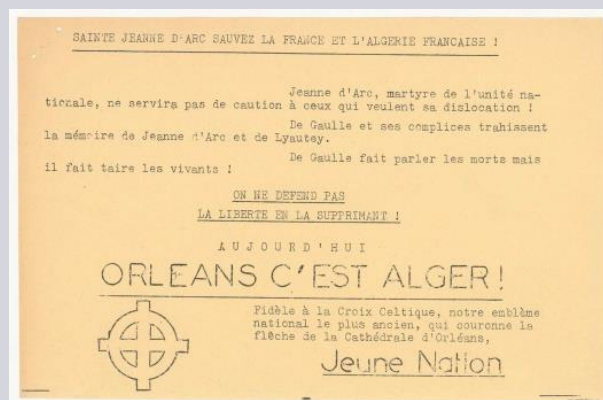 SAINTE JEANNE D'ARC SAUVEZ LA FRANCE ET L'ALGERIE FRANCAISE !
Jeanne d'Arc, martyre de l'unité na-
tionale, ne servira pas de caution à ceux qui veulent sa dislocation !
De Gaulle et ses complices trahissent
la mémoire de Jeanne d'Arc et de Lyautey.
De Gaulle fait parler les morts mais
il fait taire les vivants !
ON NE DEFEND PAS
LA LIBERTE EN LA SUPPRIMANT !
AUJOURD'HUI
ORLEANS C'EST ALGER !
Fidèle à la Croix Celtique, notre emblème
national le plus ancien, qui couronne la
flêche de la Cathédrale d'Orléans,
Jeune Nation